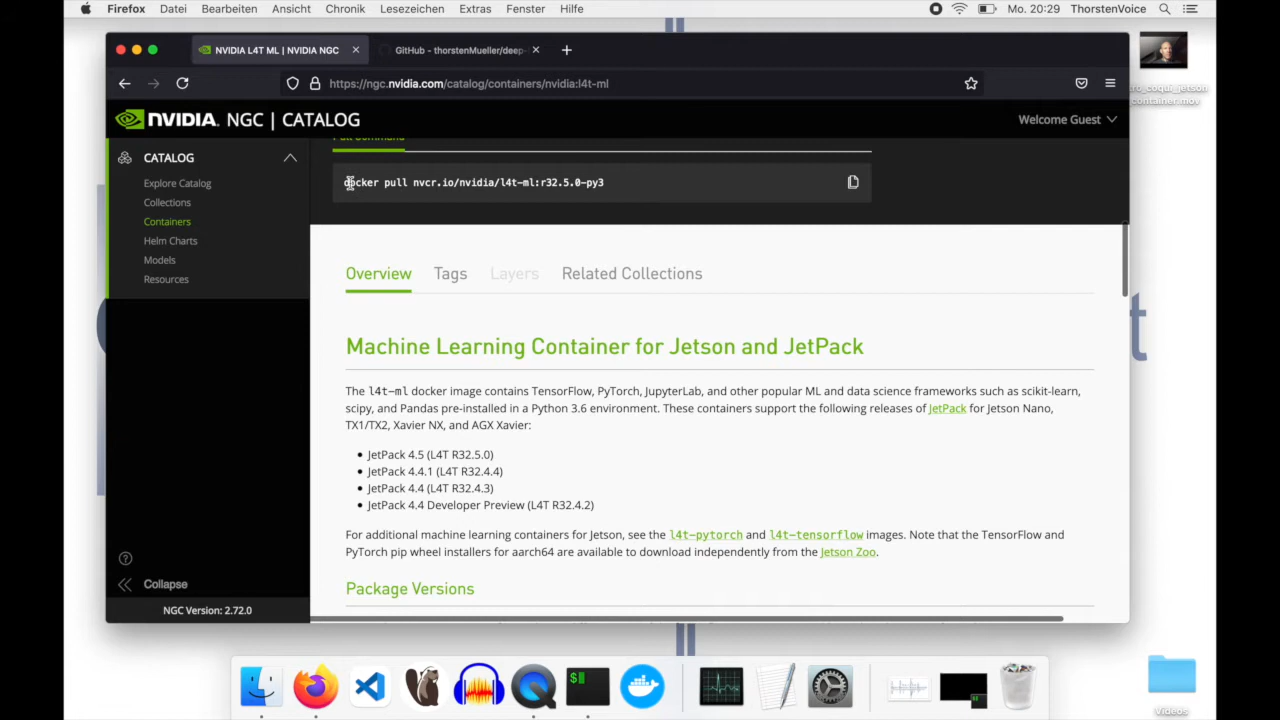 Firefox Datei Bearbeiten Ansicht Chronik Lesezeichen Extras Fenster Hilfe Mo. 20:29 ThorstenVoice
NVIDIA L4T ML | NVIDIA NGC
GitHub - thorstenMueller/deep-
https://ngc.nvidia.com/catalog/containers/nvidia:l4t-ml
container.mov
NVIDIA. NGC | CATALOG
Welcome Guest
CATALOG
Explore Catalog
Collections
Containers
Helm Charts
Models
Resources
Pull Command
docker pull nvcr.io/nvidia/l4t-ml:r32.5.0-py3
Overview Tags Layers Related Collections
Machine Learning Container for Jetson and JetPack
The l4t-ml docker image contains TensorFlow, PyTorch, JupyterLab, and other popular ML and data science frameworks such as scikit-learn,
scipy, and Pandas pre-installed in a Python 3.6 environment. These containers support the following releases of JetPack for Jetson Nano,
TX1/TX2, Xavier NX, and AGX Xavier:
JetPack 4.5 (L4T R32.5.0)
JetPack 4.4.1 (L4T R32.4.4)
JetPack 4.4 (L4T R32.4.3)
JetPack 4.4 Developer Preview (L4T R32.4.2)
For additional machine learning containers for Jetson, see the l4t-pytorch and l4t-tensorflow images. Note that the TensorFlow and
PyTorch pip wheel installers for aarch64 are available to download independently from the Jetson Zoo.
Package Versions
Collapse
NGC Version: 2.72.0
Videos